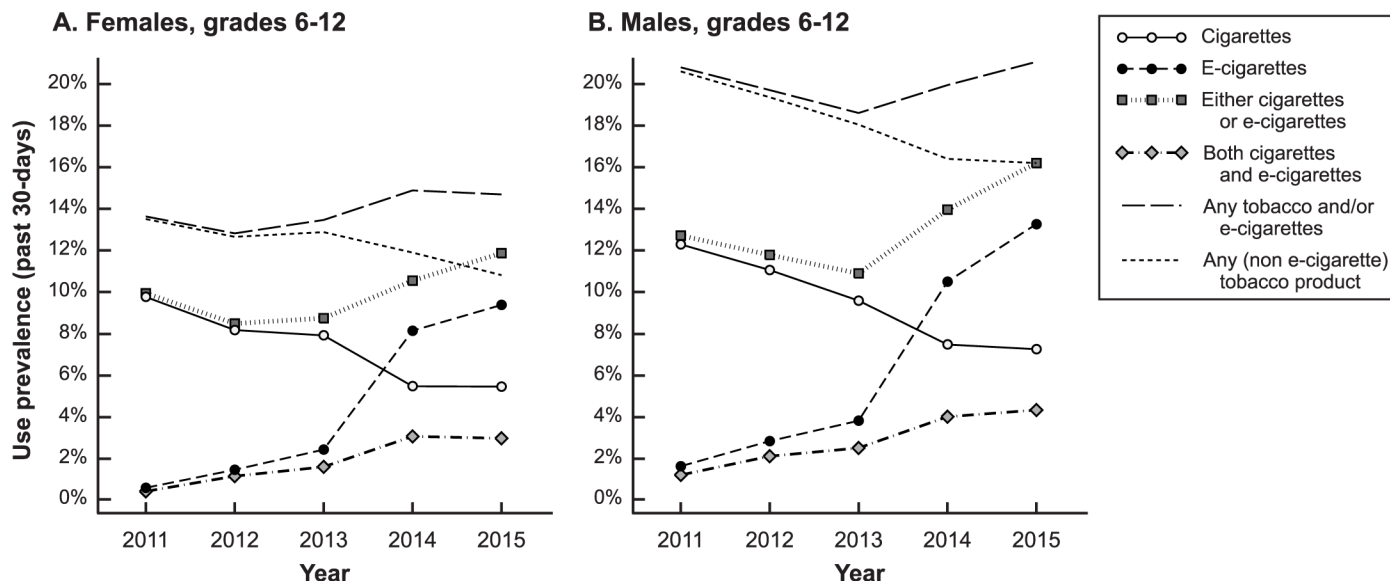 A. Females, grades 6-12
B. Males, grades 6-12
Use prevalence (past 30-days)
20%
18%
16%
14%
12%
10%
8%
6%
4%
2%
0%
2011
2012
2013
2014
2015
Year
20%
18%
16%
14%
12%
10%
8%
6%
4%
2%
0%
2011
2012
2013
2014
2015
Year
Cigarettes
E-cigarettes
Either cigarettes
or e-cigarettes
Both cigarettes
and e-cigarettes
Any tobacco and/or
e-cigarettes
Any (non e-cigarette)
tobacco product